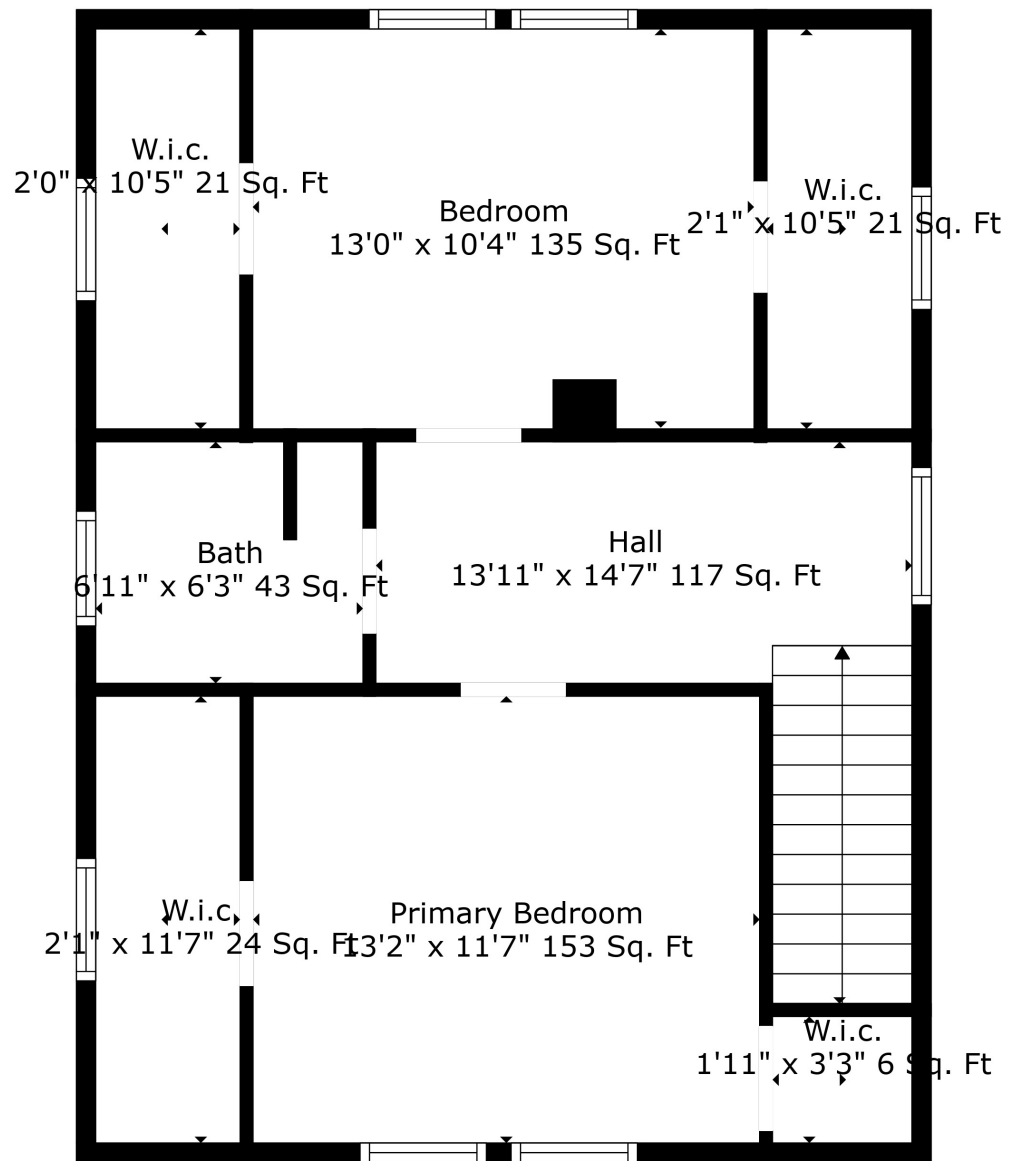 W.i.c.
2'0" x 10'5" 21 Sq. Ft
Bedroom
13'0" x 10'4" 135 Sq. Ft
W.i.c.
2'1" x 10'5" 21 Sq. Ft
Bath
6'11" x 6'3" 43 Sq. Ft
Hall
13'11" x 14'7" 117 Sq. Ft
W.i.c.
2'1" x 11'7" 24 Sq. Ft
Primary Bedroom
13'2" x 11'7" 153 Sq. Ft
W.i.c.
1'11" x 3'3" 6 Sq. Ft